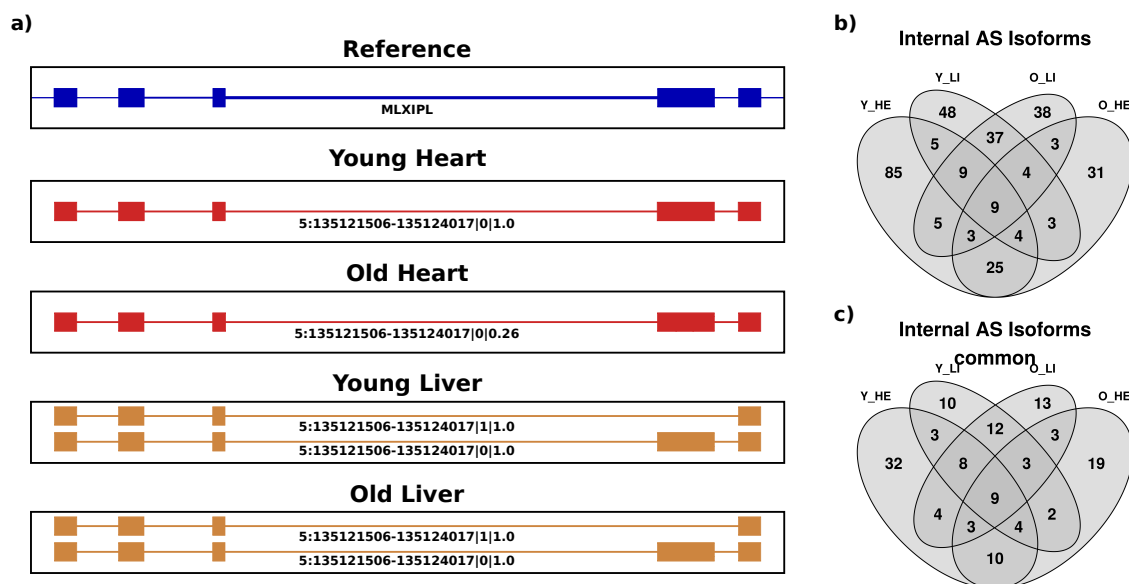 a)
Reference
MLXIPL
Young Heart
5:135121506-135124017|0|1.0
Old Heart
5:135121506-135124017|0|0.26
Young Liver
5:135121506-135124017|1|1.0
5:135121506-135124017|0|1.0
Old Liver
5:135121506-135124017|1|1.0
5:135121506-135124017|0|1.0
b)
Internal AS Isoforms
Y_LI O_LI
Y_HE O_HE
48 38
5 37 3
85 9 4 31
9
5 3 4 3
25
c)
Internal AS Isoforms
common
Y_LI O_LI
Y_HE O_HE
10 13
3 12 3
32 8 3 19
9
4 3 4 2
10